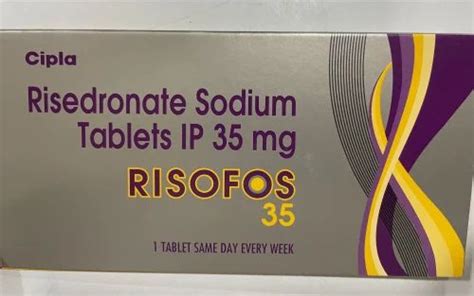 Cipla
Risedronate Sodium
Tablets IP 35 mg
RISOFOS
35
1 TABLET SAME DAY EVERY WEEK